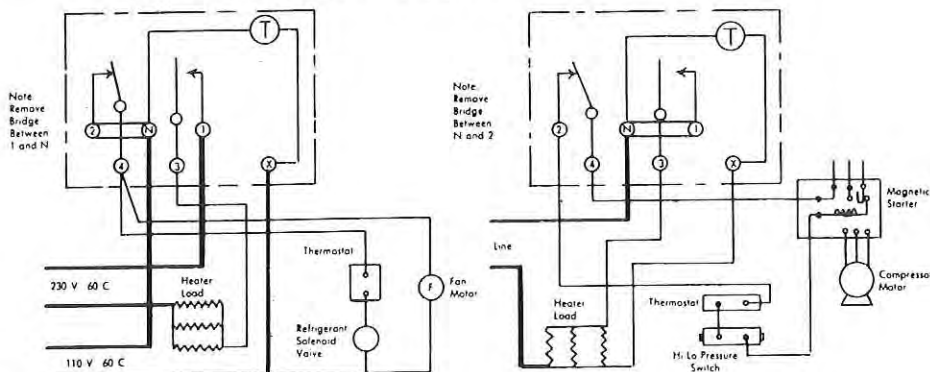 Note
Remove
Bridge
Between
1 and N
T
2
N
1
4
3
X
230 V 60 C
110 V 60 C
Heater
Load
Thermostat
Refrigerant
Solenoid
Valve
F
Fan
Motor
Note
Remove
Bridge
Between
N and 2
T
2
N
1
4
3
X
Line
Heater
Load
Thermostat
Hi Lo Pressure
Switch
Magnetic
Starter
Compressor
Motor